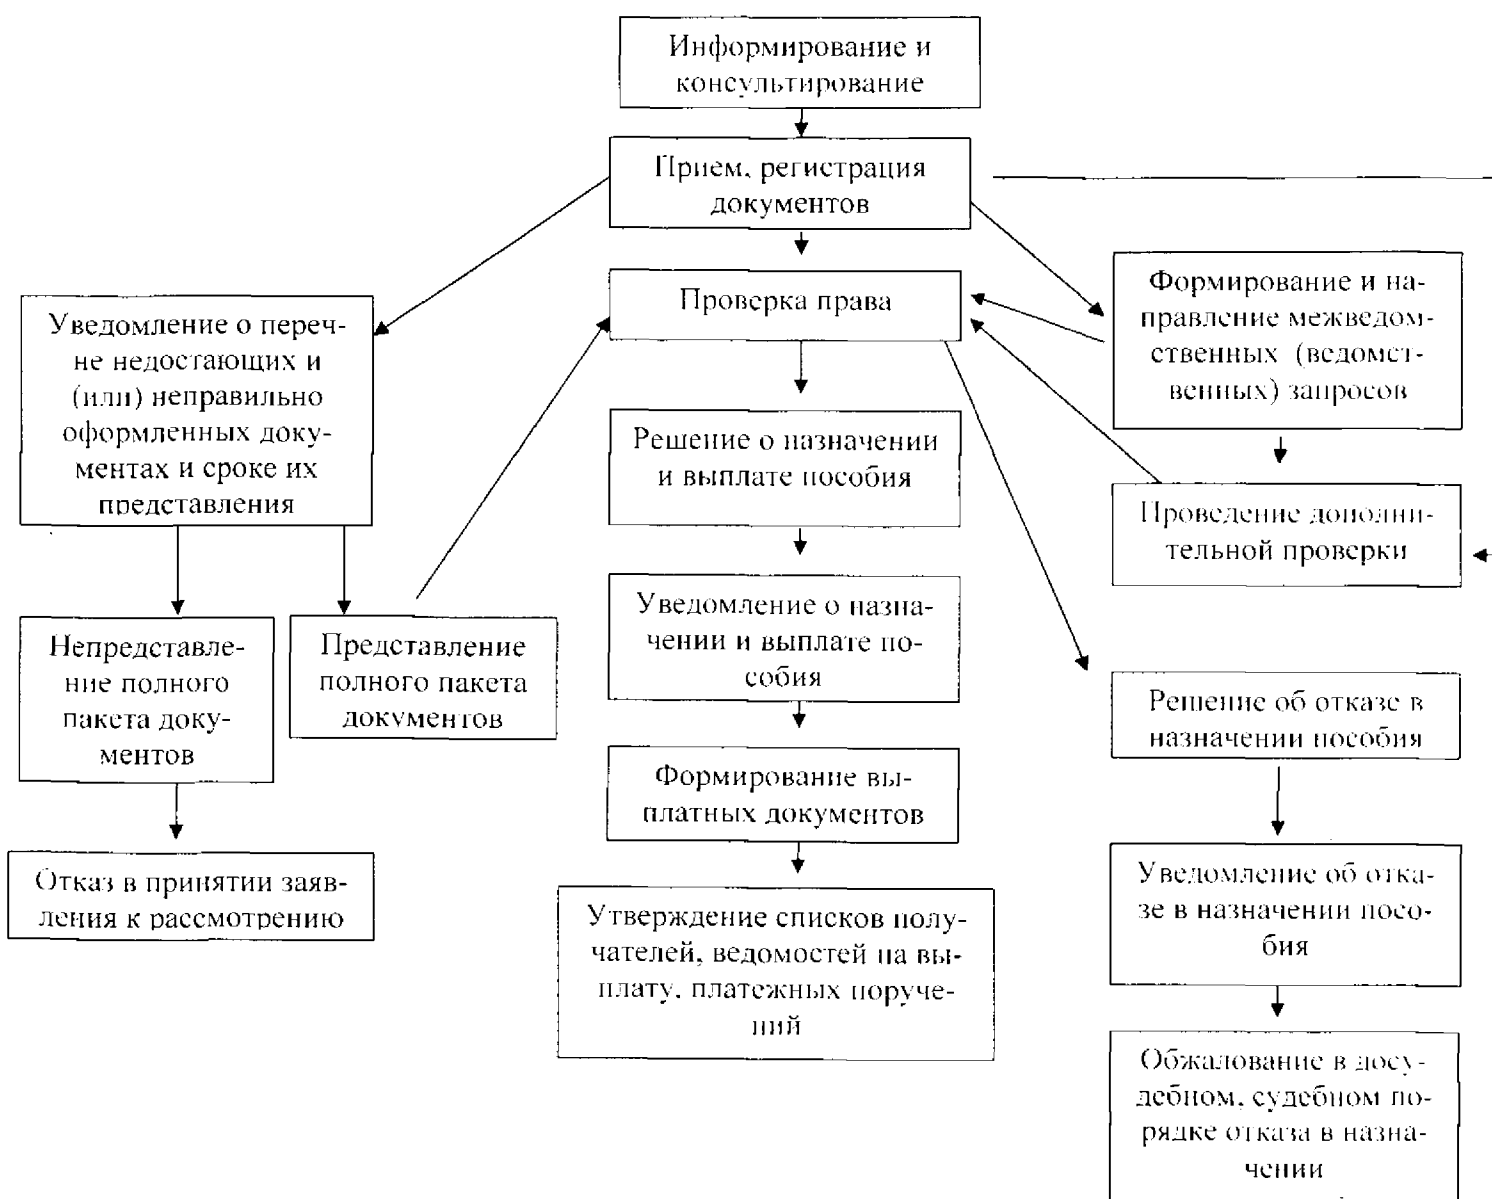 Информирование и
консультирование
Прием, регистрация
документов
Проверка права
Формирование и на-
правление межведом-
ственных (ведомст-
венных) запросов
Уведомление о переч-
не недостающих и
(или) неправильно
оформленных доку-
ментах и сроке их
представления
Решение о назначении
и выплате пособия
Проведение дополни-
тельной проверки
Уведомление о назна-
чении и выплате по-
собия
Непредставле-
ние полного
пакета доку-
ментов
Представление
полного пакета
документов
Решение об отказе в
назначении пособия
Формирование вы-
платных документов
Отказ в принятии заяв-
ления к рассмотрению
Уведомление об отка-
зе в назначении посо-
бия
Утверждение списков полу-
чателей, ведомостей на вы-
плату, платежных поруче-
ний
Обжалование в досу-
дебном, судебном по-
рядке отказа в назна-
чении